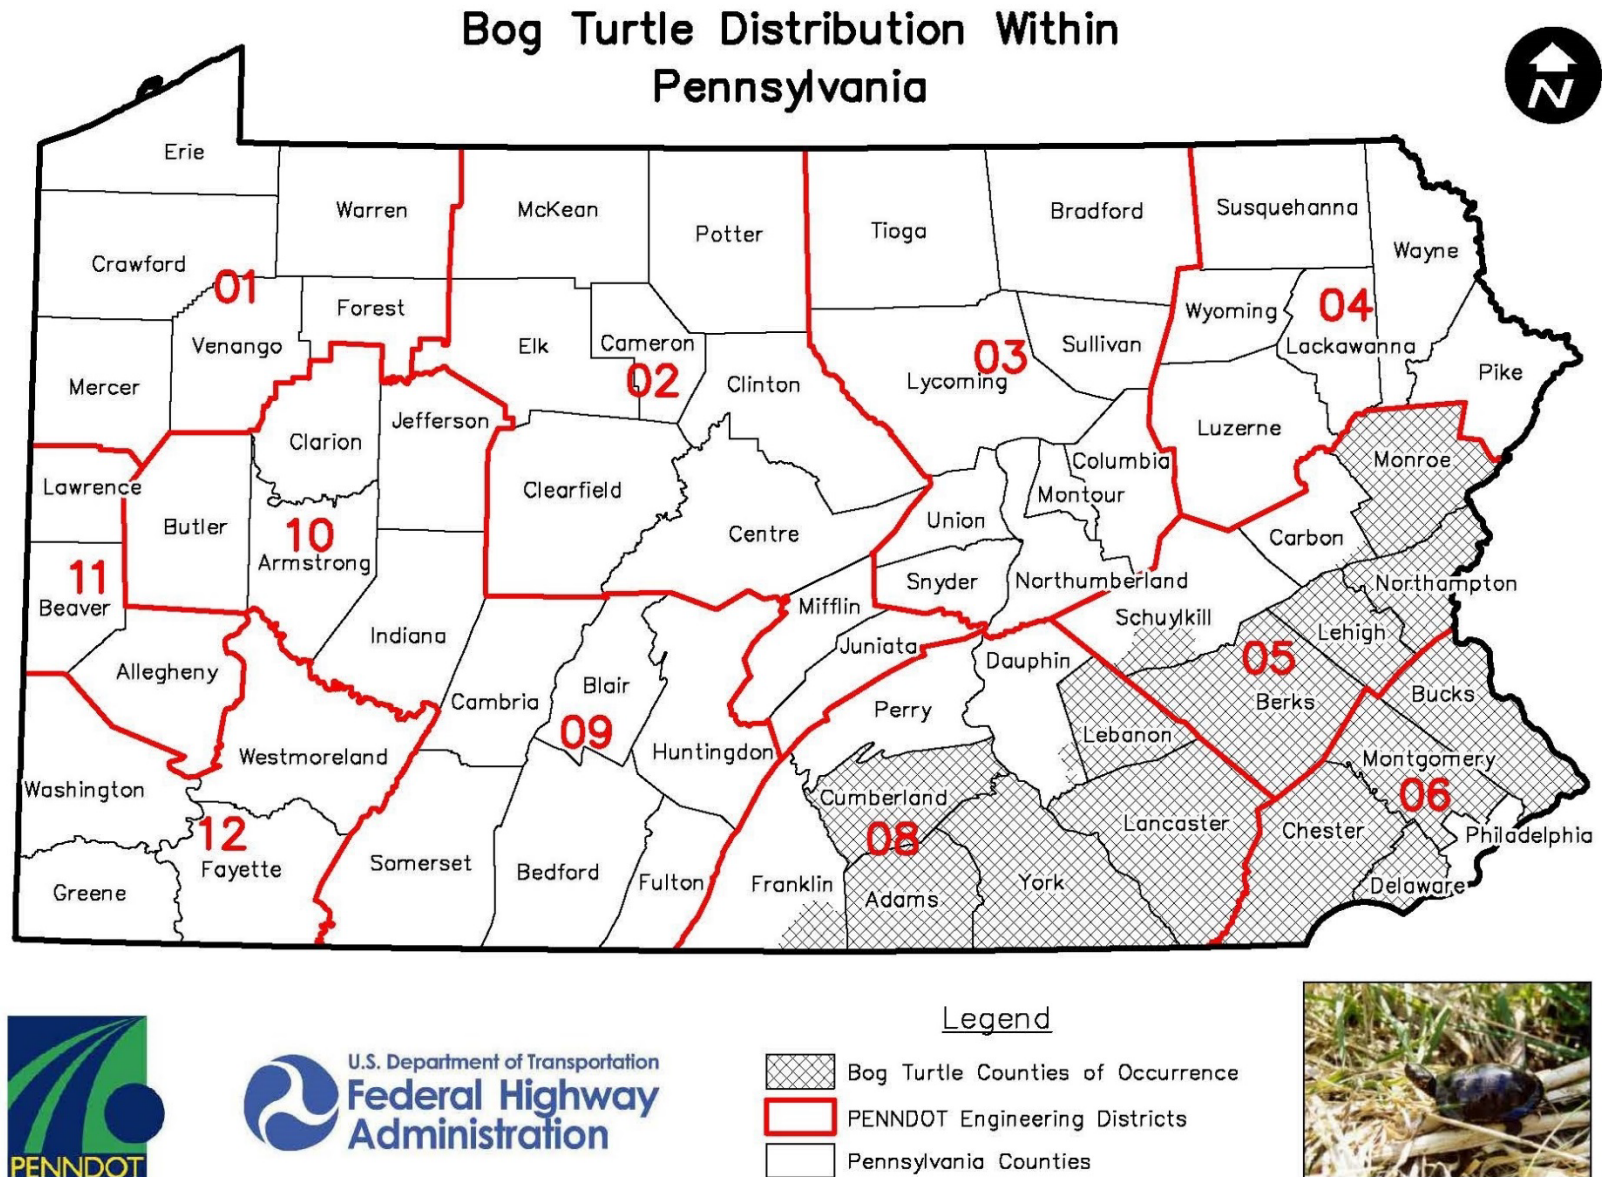 Bog Turtle Distribution Within
Pennsylvania
N
Erie
Warren
McKean
Potter
Tioga
Bradford
Susquehanna
Wayne
Crawford
01
Forest
Venango
Mercer
Elk
Cameron
02
Clinton
Lycoming
03
Sullivan
Wyoming
04
Lackawanna
Pike
Clarion
Jefferson
Luzerne
Monroe
Lawrence
Butler
10
Armstrong
Clearfield
Centre
Union
Montour
Columbia
Carbon
11
Beaver
Indiana
Mifflin
Snyder
Northumberland
Northampton
Schuylkill
Lehigh
Allegheny
Cambria
Blair
09
Juniata
Dauphin
05
Berks
Bucks
Westmoreland
Huntingdon
Perry
Lebanon
Montgomery
06
Washington
12
Fayette
Cumberland
08
Lancaster
Chester
Philadelphia
Greene
Somerset
Bedford
Fulton
Franklin
Adams
York
Delaware
PENNDOT
U.S. Department of Transportation
Federal Highway
Administration
Legend
Bog Turtle Counties of Occurrence
PENNDOT Engineering Districts
Pennsylvania Counties